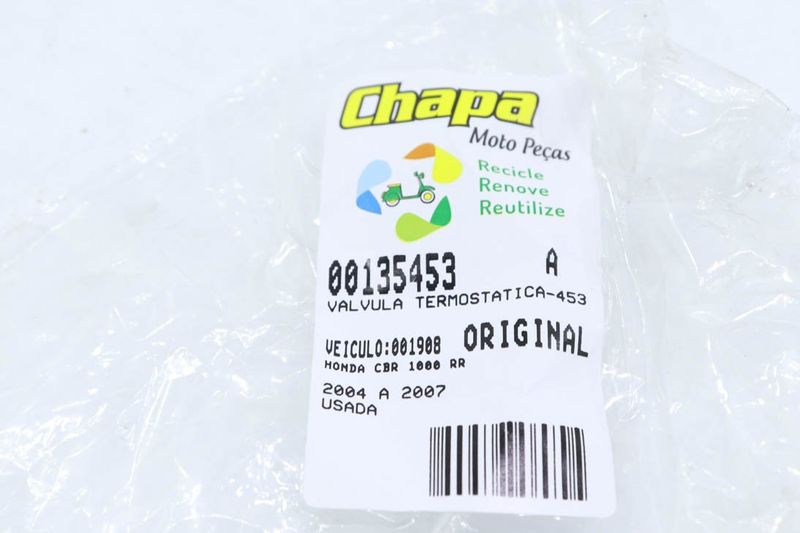 Chapa
Moto Peças
Recicle
Renove
Reutilize
00135453 A
VALVULA TERMOSTATICA-453
VEICULO:001908 ORIGINAL
HONDA CBR 1000 RR
2004 A 2007
USADA